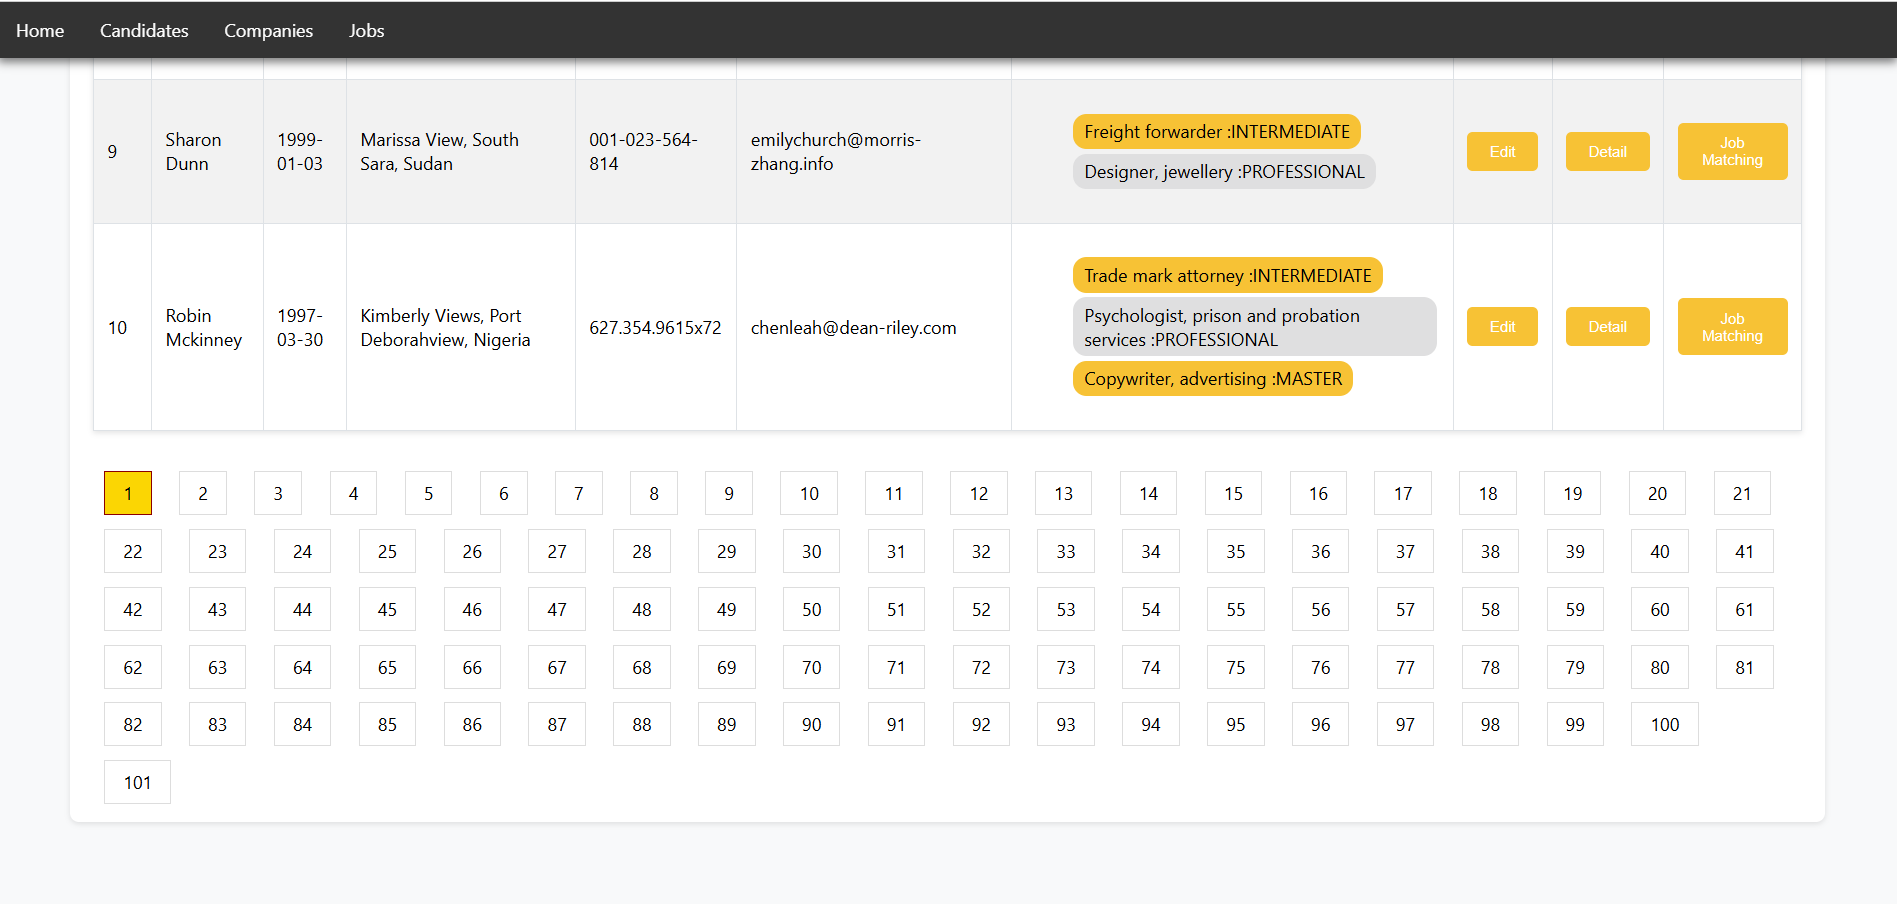 Home Candidates Companies Jobs
9 Sharon Dunn 1999-01-03 Marissa View, South Sara, Sudan 001-023-564-814 emilychurch@morris-zhang.info Freight forwarder :INTERMEDIATE Designer, jewellery :PROFESSIONAL Edit Detail Job Matching
10 Robin Mckinney 1997-03-30 Kimberly Views, Port Deborahview, Nigeria 627.354.9615x72 chenleah@dean-riley.com Trade mark attorney :INTERMEDIATE Psychologist, prison and probation services :PROFESSIONAL Copywriter, advertising :MASTER Edit Detail Job Matching
1 2 3 4 5 6 7 8 9 10 11 12 13 14 15 16 17 18 19 20 21
22 23 24 25 26 27 28 29 30 31 32 33 34 35 36 37 38 39 40 41
42 43 44 45 46 47 48 49 50 51 52 53 54 55 56 57 58 59 60 61
62 63 64 65 66 67 68 69 70 71 72 73 74 75 76 77 78 79 80 81
82 83 84 85 86 87 88 89 90 91 92 93 94 95 96 97 98 99 100
101